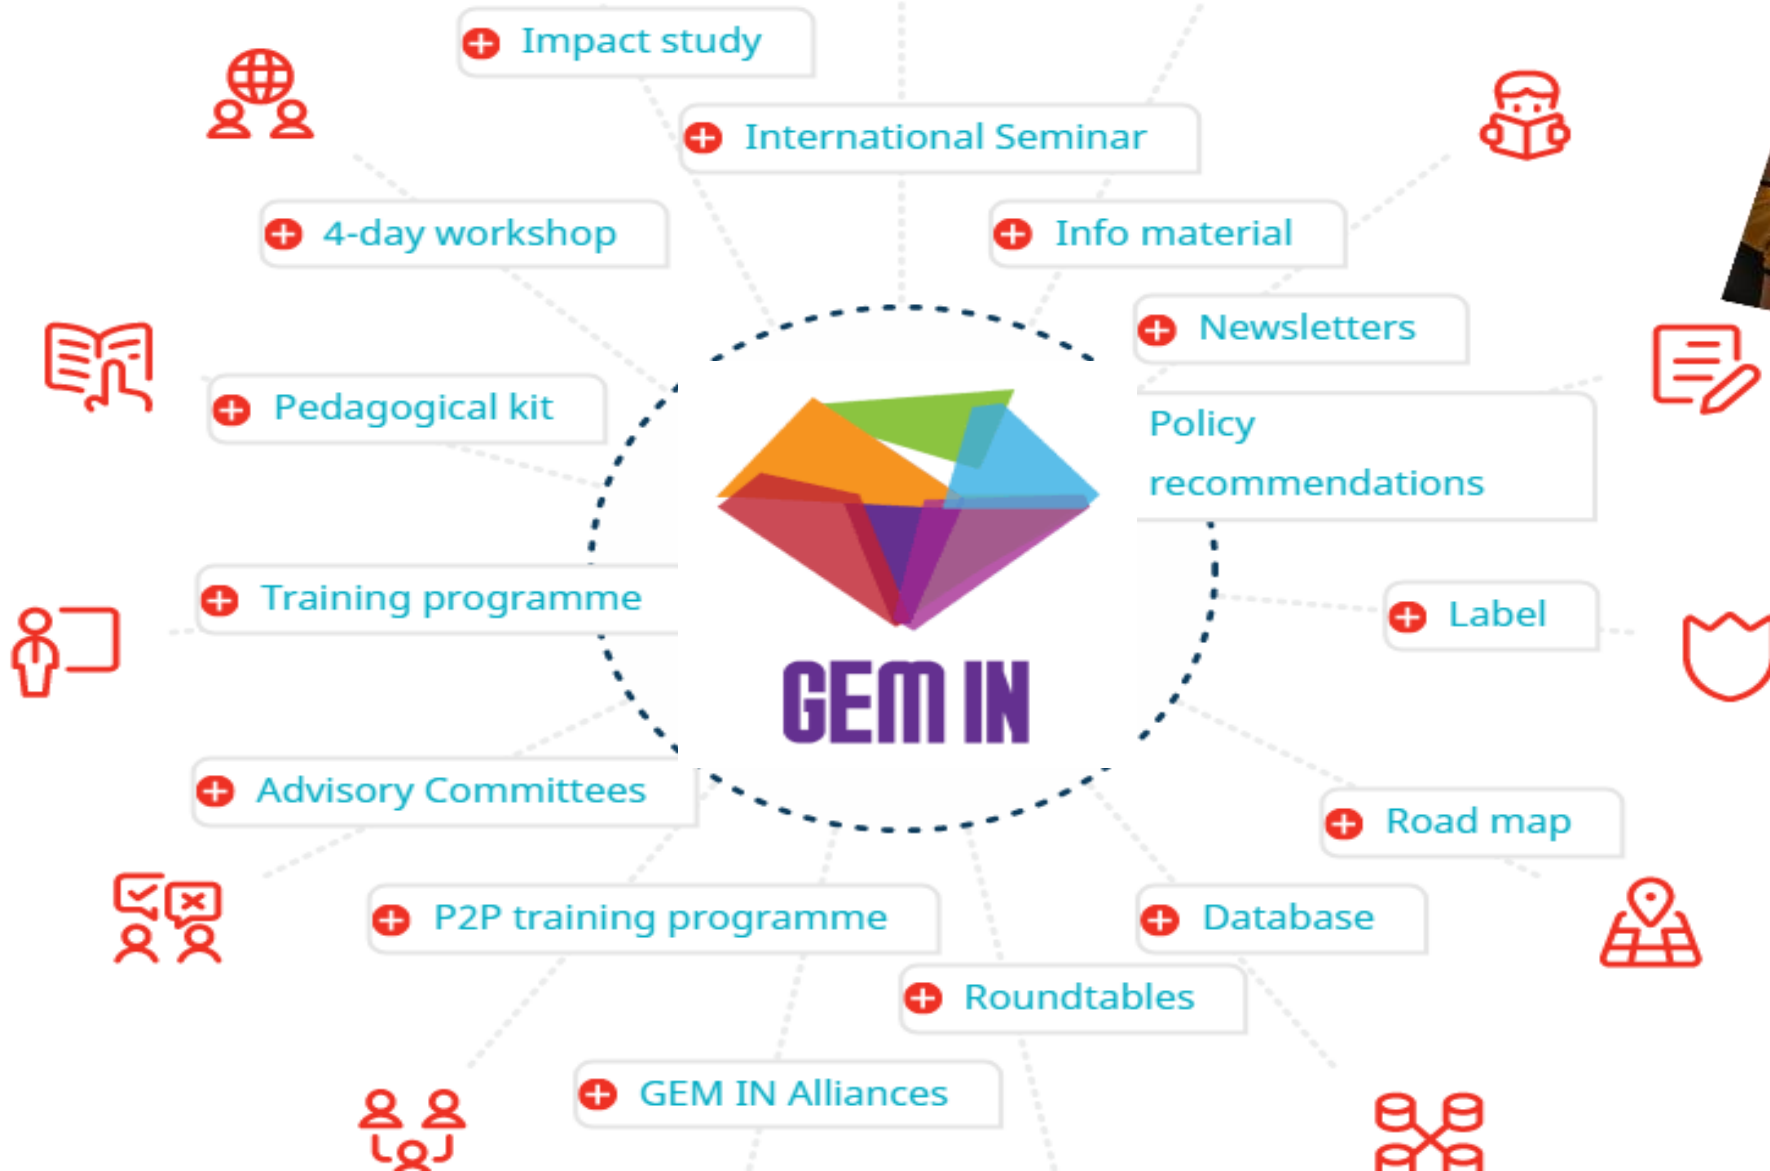 Impact study
International Seminar
4-day workshop
Info material
Newsletters
Pedagogical kit
Policy
recommendations
Training programme
Label
GEM IN
Advisory Committees
Road map
P2P training programme
Database
Roundtables
GEM IN Alliances